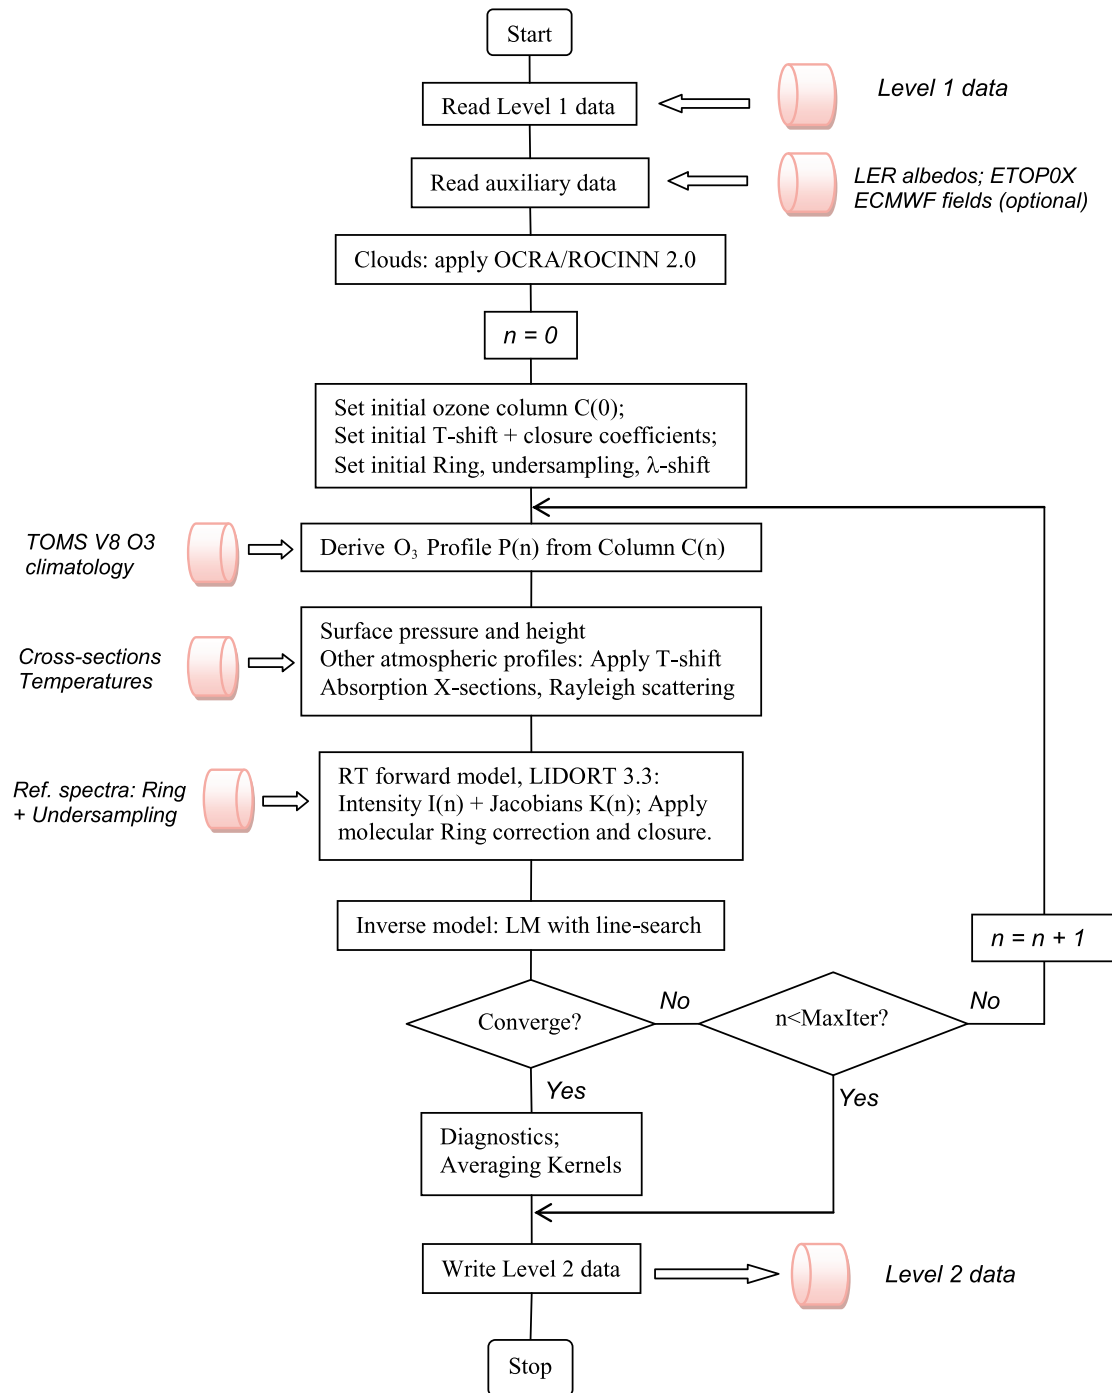 Start
Read Level 1 data
Level 1 data
Read auxiliary data
LER albedos; ETOP0X
ECMWF fields (optional)
Clouds: apply OCRA/ROCINN 2.0
n = 0
Set initial ozone column C(0);
Set initial T-shift + closure coefficients;
Set initial Ring, undersampling, λ-shift
TOMS V8 O3
climatology
Derive O₃ Profile P(n) from Column C(n)
Cross-sections
Temperatures
Surface pressure and height
Other atmospheric profiles: Apply T-shift
Absorption X-sections, Rayleigh scattering
Ref. spectra: Ring
+ Undersampling
RT forward model, LIDORT 3.3:
Intensity I(n) + Jacobians K(n); Apply
molecular Ring correction and closure.
Inverse model: LM with line-search
n = n + 1
Converge?
No
n<MaxIter?
No
Yes
Yes
Diagnostics;
Averaging Kernels
Write Level 2 data
Level 2 data
Stop